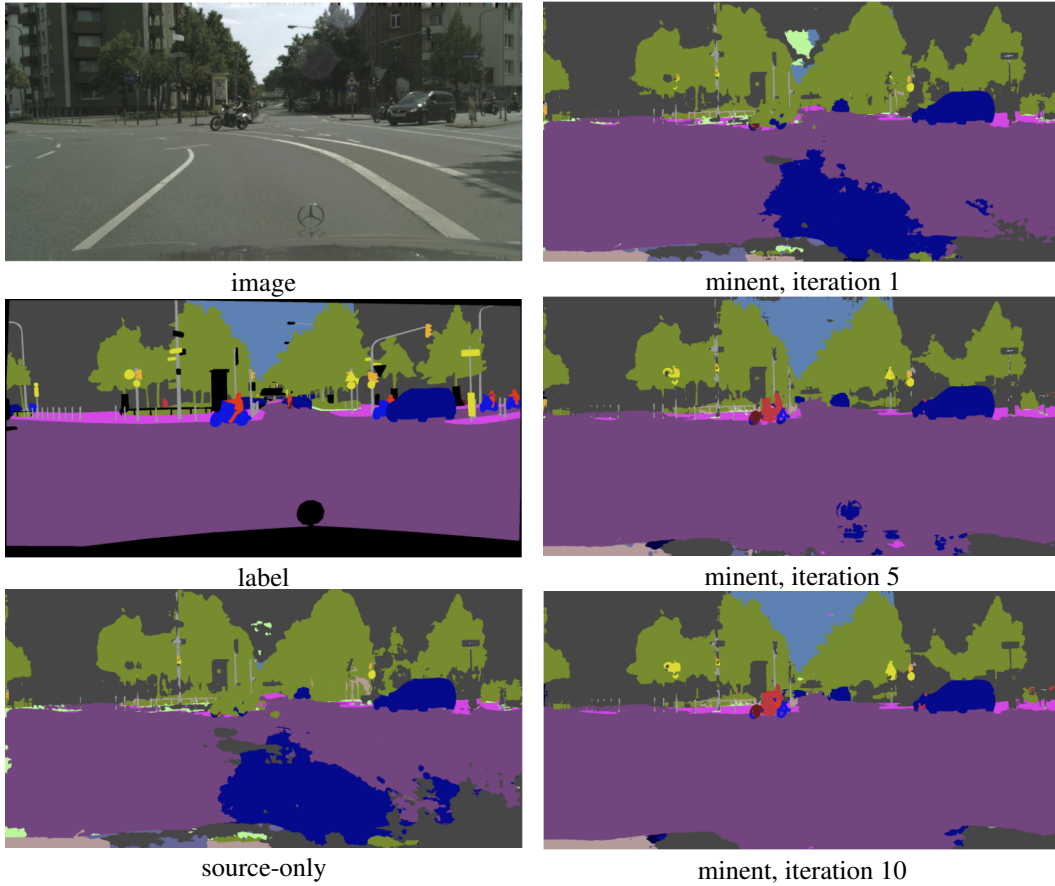 image
minent, iteration 1
label
minent, iteration 5
source-only
minent, iteration 10